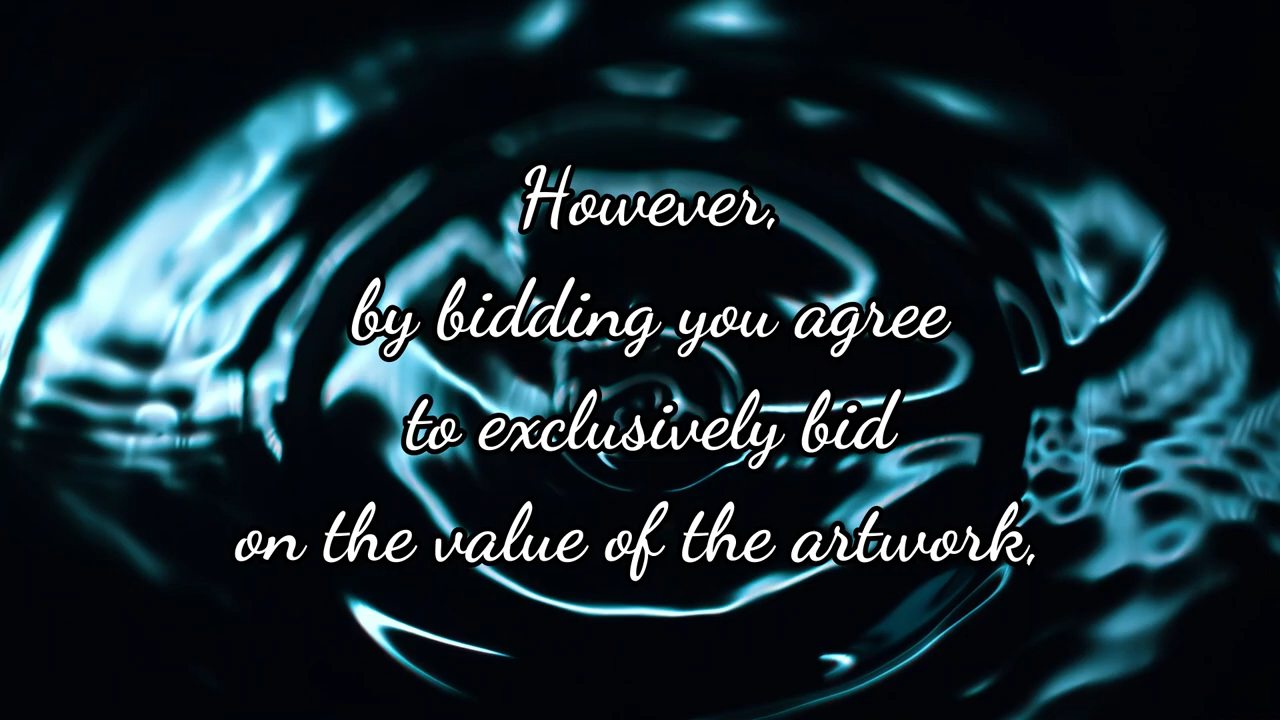 However,
by bidding you agree
to exclusively bid
on the value of the artwork,